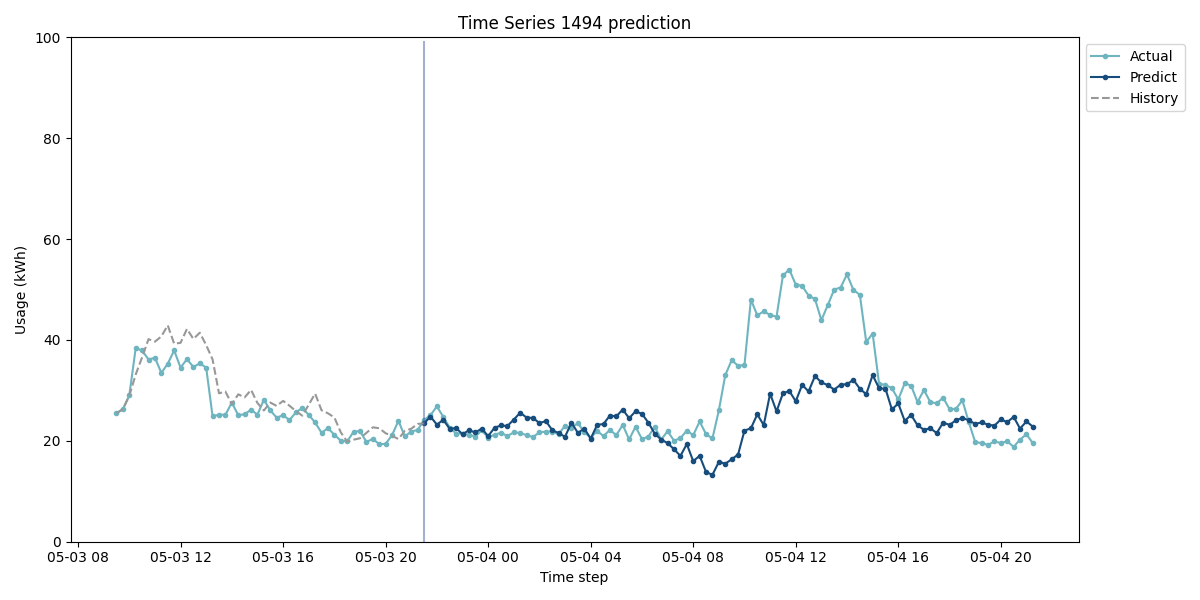 Time Series 1494 prediction
100
80
60
40
20
0
Usage (kWh)
05-03 08
05-03 12
05-03 16
05-03 20
05-04 00
05-04 04
05-04 08
05-04 12
05-04 16
05-04 20
Time step
Actual
Predict
History